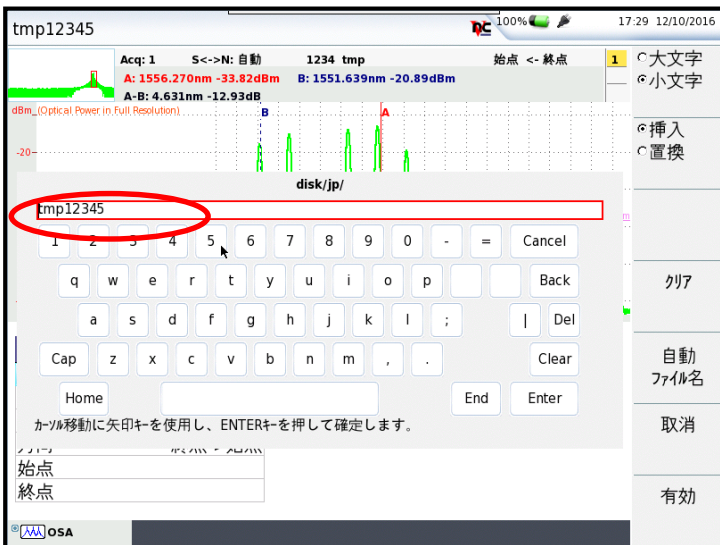 tmp12345
100%
17:29 12/10/2016
Acq: 1 S<->N: 自動 1234 tmp 始点 <- 終点 1
A: 1556.270nm -33.82dBm B: 1551.639nm -20.89dBm
A-B: 4.631nm -12.93dB
dBm_(Optical Power in Full Resolution)
B A
-20
大文字
小文字
挿入
置換
disk/jp/
tmp12345
1 2 3 4 5 6 7 8 9 0 - = Cancel
q w e r t y u i o p Back
a s d f g h j k l ; | Del
Cap z x c v b n m , . Clear
Home End Enter
カーソル移動に矢印キーを使用し、ENTERキーを押して確定します。
クリア
自動
ファイル名
取消
有効
始点
終点
OSA